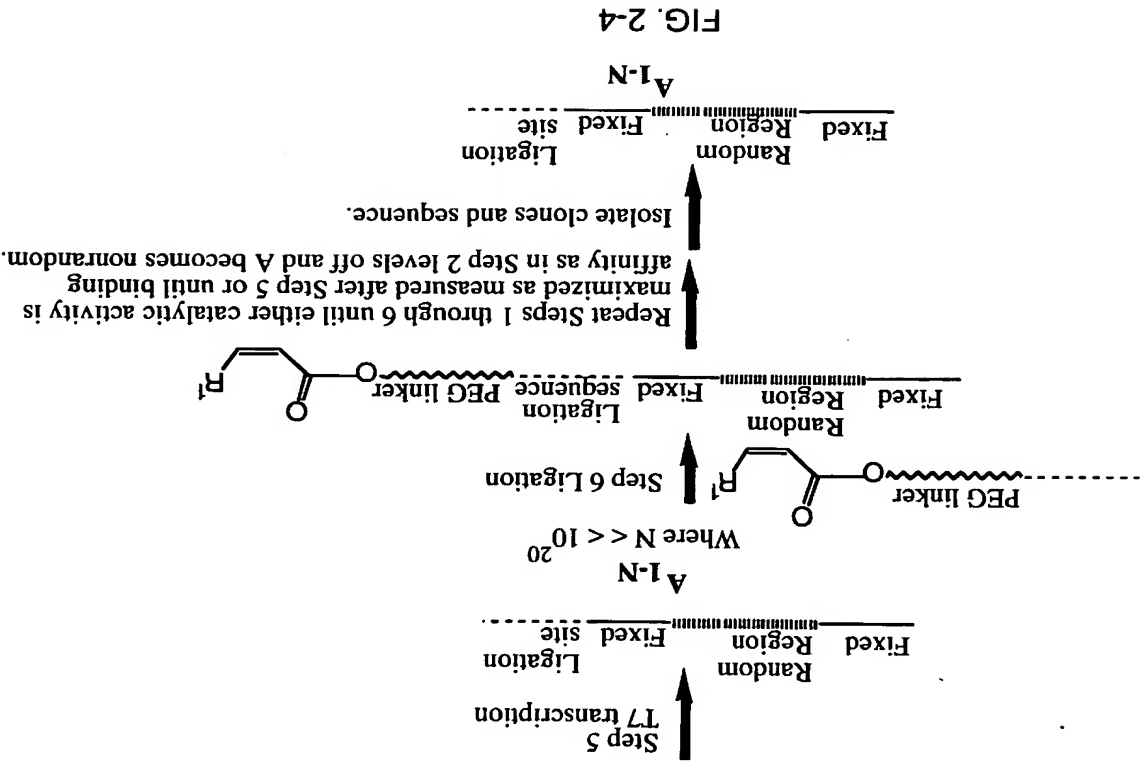 Step 5
T7 transcription
Random
Region
Ligation
site
Fixed
Fixed
A1-N
Where N < < 10^20
Step 6 Ligation
PEG linker
O
O
R1
Random
Region
Ligation
sequence
Fixed
Fixed
PEG linker
O
O
R1
Repeat Steps 1 through 6 until either catalytic activity is
maximized as measured after Step 5 or until binding
affinity as in Step 2 levels off and A becomes nonrandom.
Isolate clones and sequence.
Random
Region
Ligation
site
Fixed
Fixed
A1-N
FIG. 2-4